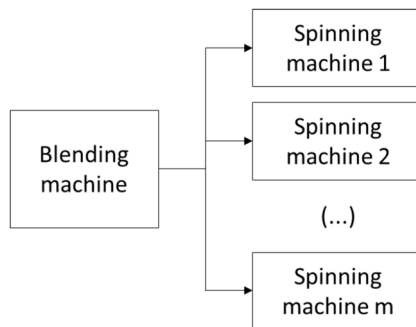 Spinning
machine 1
Blending
machine
Spinning
machine 2
(...)
Spinning
machine m